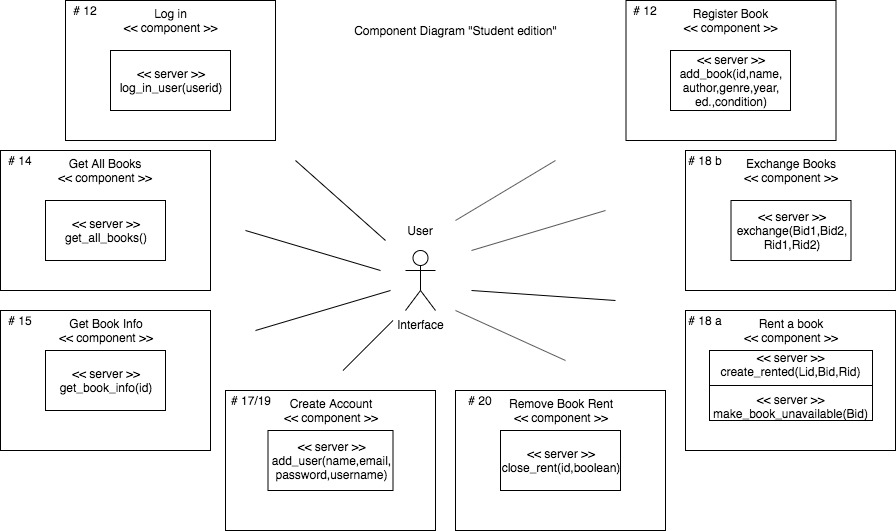 # 12
Log in
<< component >>
<< server >>
log_in_user(userid)
Component Diagram "Student edition"
# 12
Register Book
<< component >>
<< server >>
add_book(id,name,
author,genre,year,
ed.,condition)
# 14
Get All Books
<< component >>
<< server >>
get_all_books()
# 18 b
Exchange Books
<< component >>
<< server >>
exchange(Bid1,Bid2,
Rid1,Rid2)
User
Interface
# 15
Get Book Info
<< component >>
<< server >>
get_book_info(id)
# 18 a
Rent a book
<< component >>
<< server >>
create_rented(Lid,Bid,Rid)
<< server >>
make_book_unavailable(Bid)
# 17/19
Create Account
<< component >>
<< server >>
add_user(name,email,
password,username)
# 20
Remove Book Rent
<< component >>
<< server >>
close_rent(id,boolean)